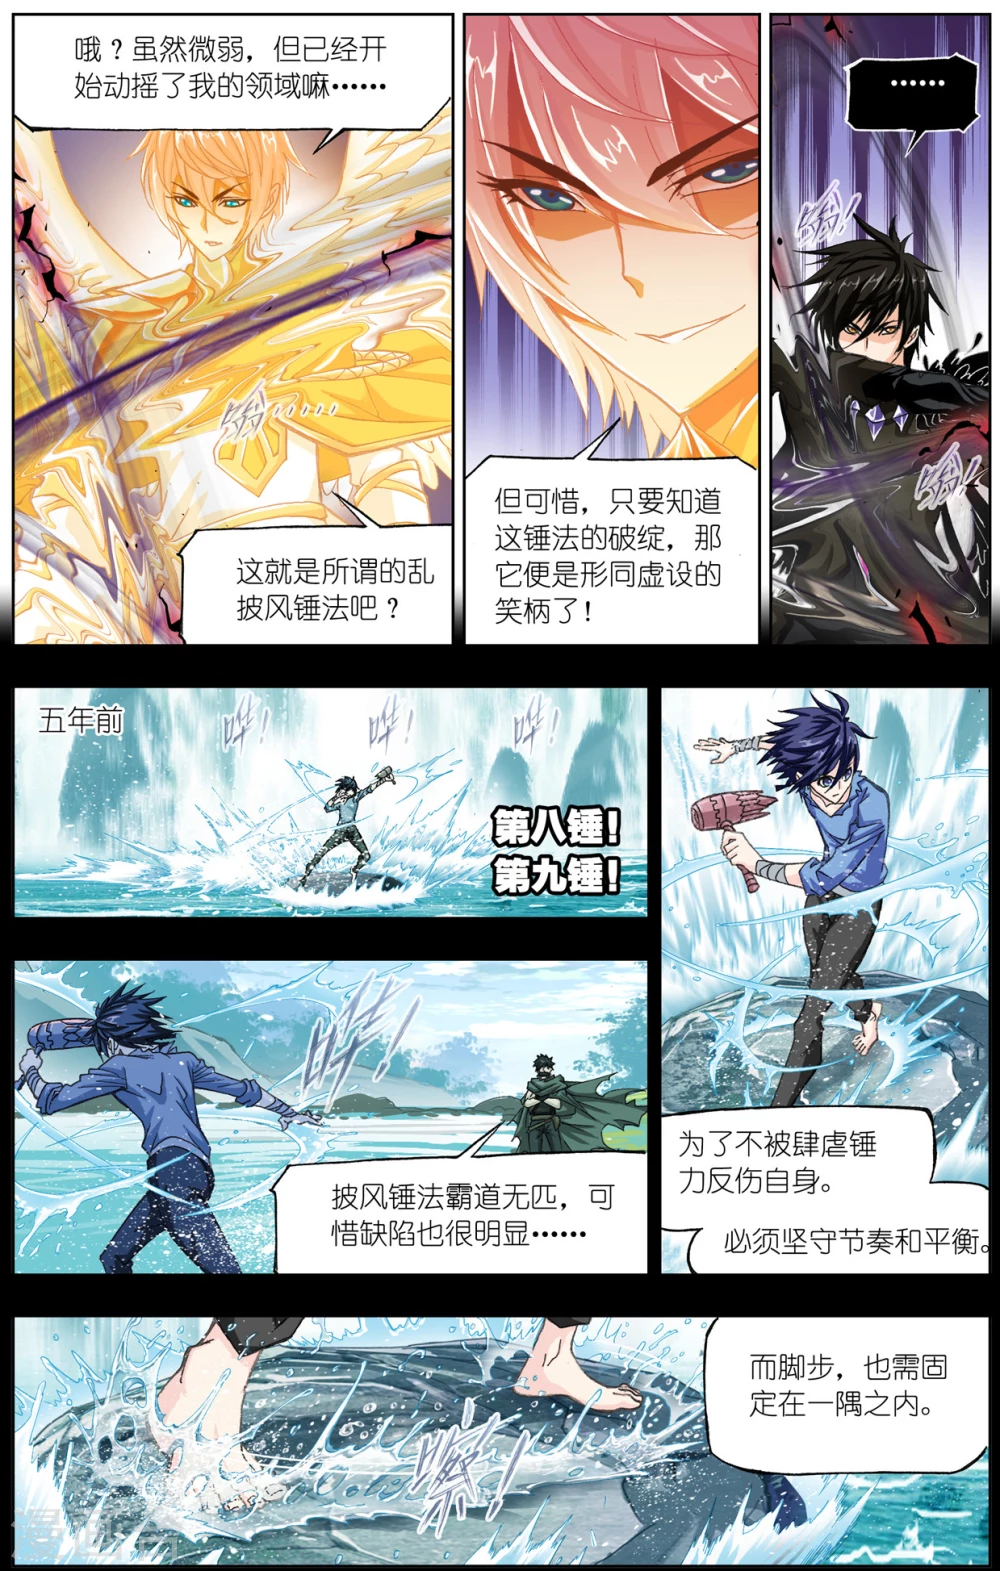 哦？虽然微弱，但已经开
始动摇了我的领域嘛……
嗡……
这就是所谓的乱
披风锤法吧？
但可惜，只要知道
这锤法的破绽，那
它便是形同虚设的
笑柄了！
……
嗡！
嗡！
五年前
哗！
哗！
哗！
第八锤！
第九锤！
哗！
披风锤法霸道无匹，可
惜缺陷也很明显……
为了不被肆虐锤
力反伤自身。
必须坚守节奏和平衡。
而脚步，也需固
定在一隅之内。
嚓！